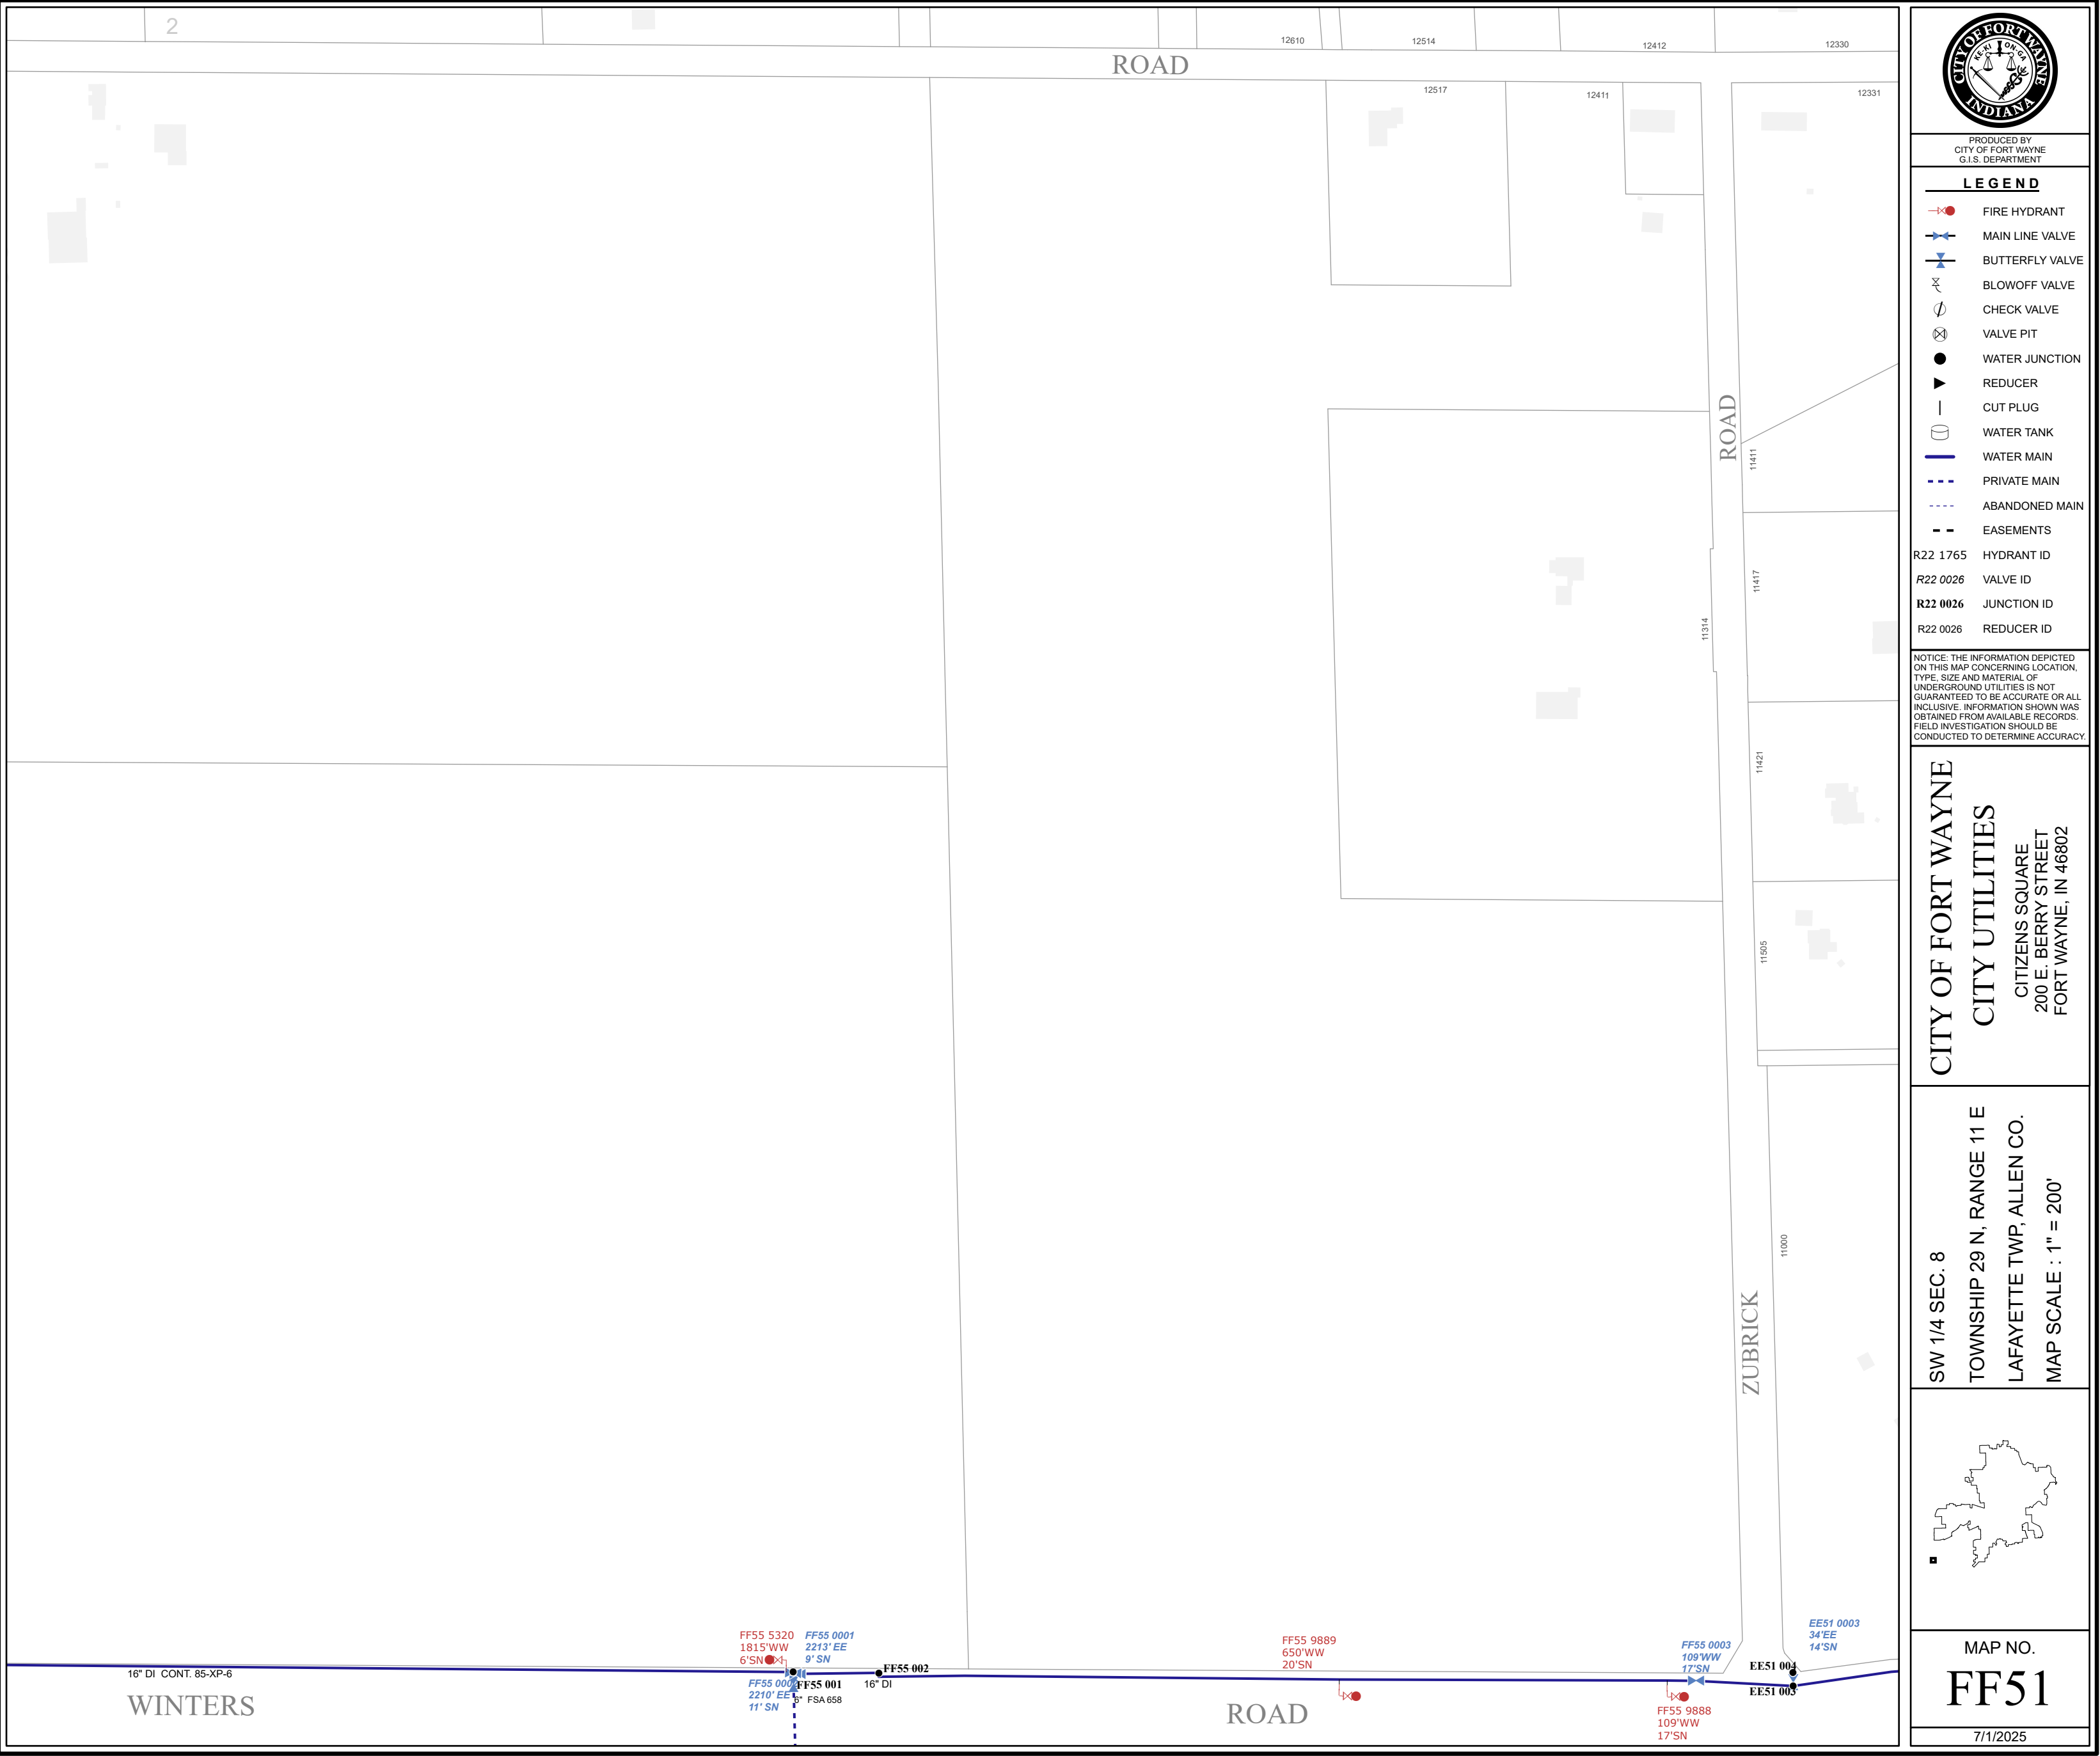 2
12610
12514
12412
12330
ROAD
12517
12411
12331
ROAD
11411
11417
11314
11421
11505
11000
ZUBRICK
FF55 5320
1815'WW
6'SN
FF55 0001
2213' EE
9' SN
FF55 9889
650'WW
20'SN
FF55 0003
109'WW
17'SN
EE51 0003
34'EE
14'SN
16" DI CONT. 85-XP-6
FF55 002
16" DI
EE51 004
EE51 003
2210' EE
11' SN
FF55 001
FSA 658
WINTERS
ROAD
FF55 9888
109'WW
17'SN
CITY OF FORT WAYNE
KE-KI ON-GA
INDIANA
PRODUCED BY
CITY OF FORT WAYNE
G.I.S. DEPARTMENT
LEGEND
FIRE HYDRANT
MAIN LINE VALVE
BUTTERFLY VALVE
BLOWOFF VALVE
CHECK VALVE
VALVE PIT
WATER JUNCTION
REDUCER
CUT PLUG
WATER TANK
WATER MAIN
PRIVATE MAIN
ABANDONED MAIN
EASEMENTS
R22 1765 HYDRANT ID
R22 0026 VALVE ID
R22 0026 JUNCTION ID
R22 0026 REDUCER ID
NOTICE: THE INFORMATION DEPICTED
ON THIS MAP CONCERNING LOCATION,
TYPE, SIZE AND MATERIAL OF
UNDERGROUND UTILITIES IS NOT
GUARANTEED TO BE ACCURATE OR ALL
INCLUSIVE. INFORMATION SHOWN WAS
OBTAINED FROM AVAILABLE RECORDS.
FIELD INVESTIGATION SHOULD BE
CONDUCTED TO DETERMINE ACCURACY.
CITY OF FORT WAYNE
CITY UTILITIES
CITIZENS SQUARE
200 E. BERRY STREET
FORT WAYNE, IN 46802
SW 1/4 SEC. 8
TOWNSHIP 29 N, RANGE 11 E
LAFAYETTE TWP, ALLEN CO.
MAP SCALE : 1" = 200'
MAP NO.
FF51
7/1/2025